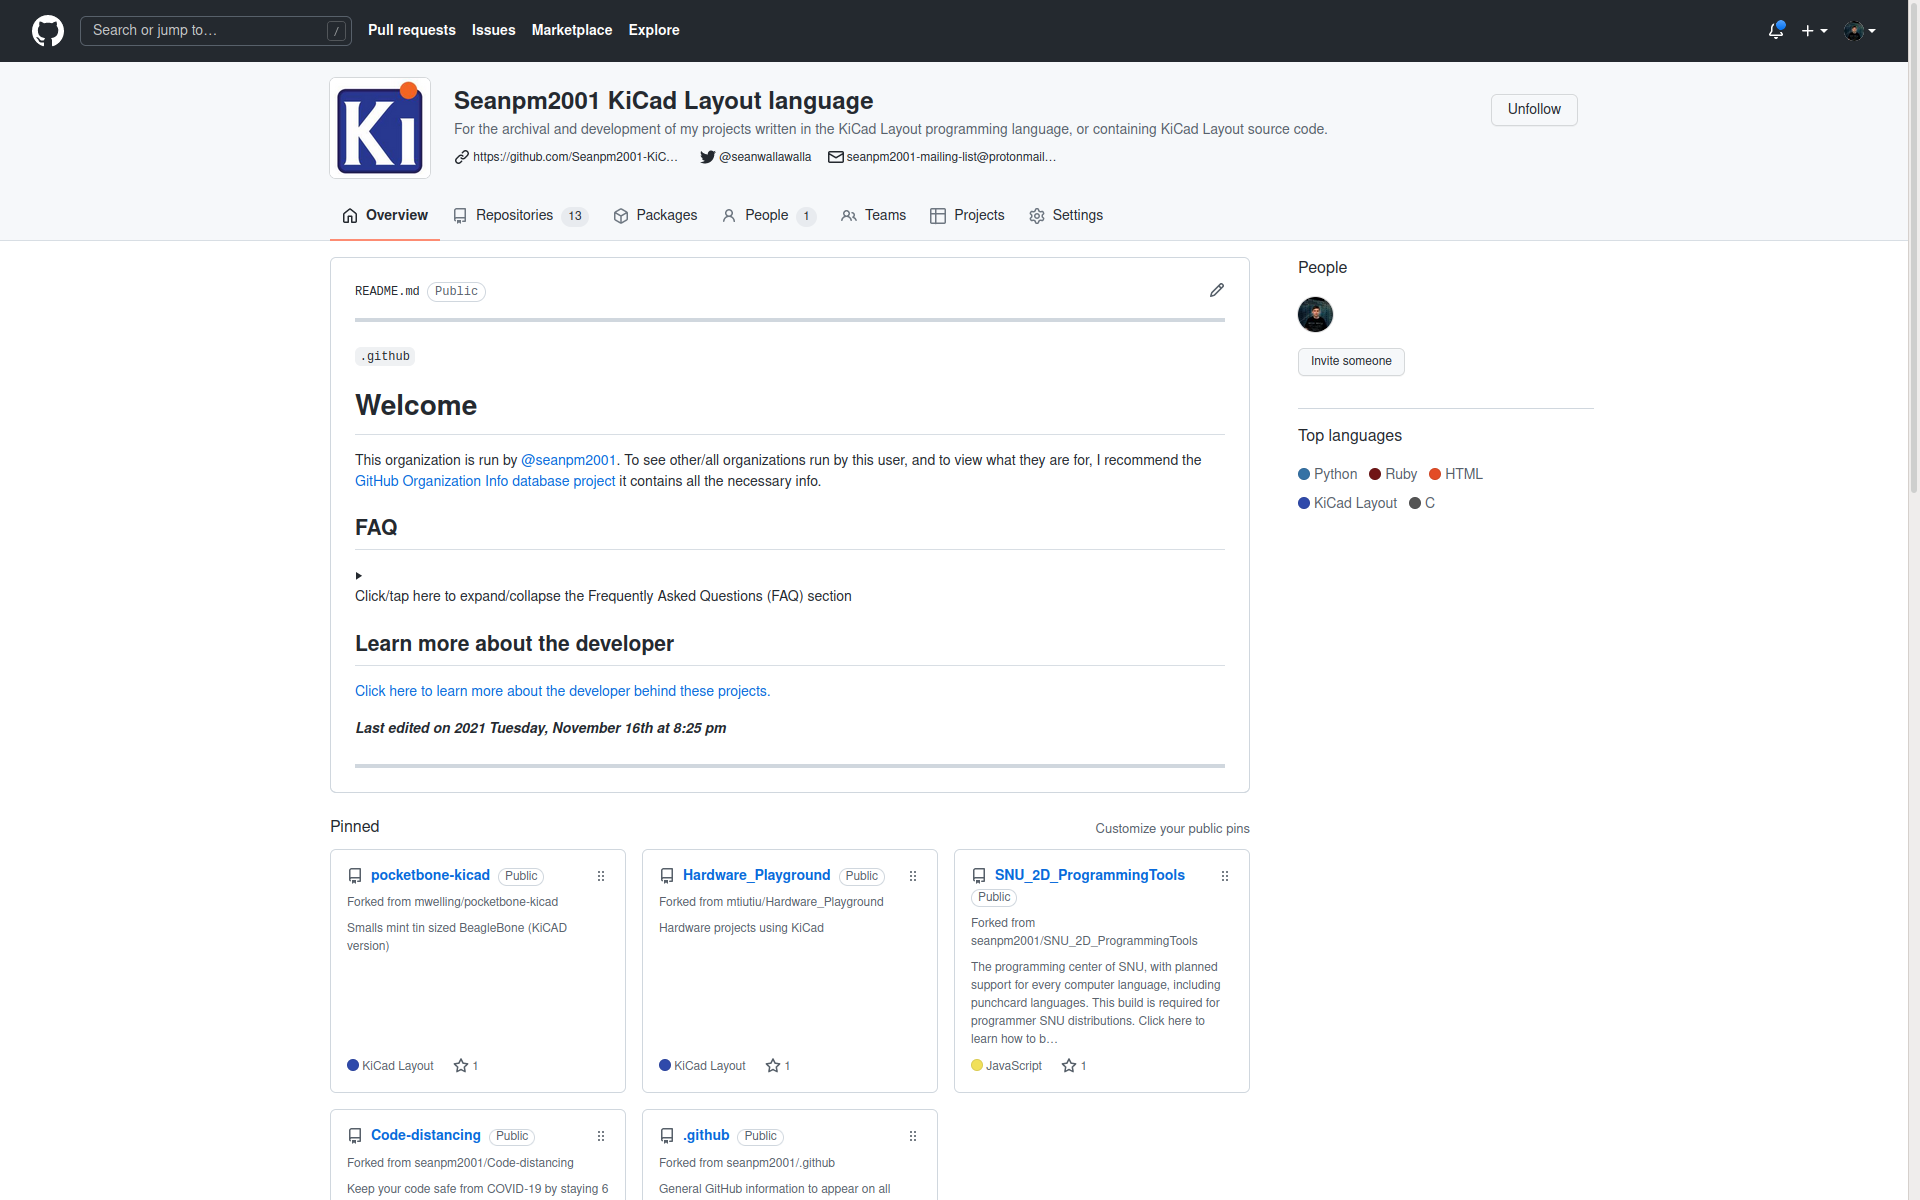 Search or jump to…
/
Pull requests
Issues
Marketplace
Explore
Ki
Seanpm2001 KiCad Layout language
For the archival and development of my projects written in the KiCad Layout programming language, or containing KiCad Layout source code.
https://github.com/Seanpm2001-KiC…
@seanwallawalla
seanpm2001-mailing-list@protonmail…
Unfollow
Overview
Repositories 13
Packages
People 1
Teams
Projects
Settings
README.md Public
.github
Welcome
This organization is run by @seanpm2001. To see other/all organizations run by this user, and to view what they are for, I recommend the
GitHub Organization Info database project it contains all the necessary info.
FAQ
Click/tap here to expand/collapse the Frequently Asked Questions (FAQ) section
Learn more about the developer
Click here to learn more about the developer behind these projects.
Last edited on 2021 Tuesday, November 16th at 8:25 pm
People
Invite someone
Top languages
Python Ruby HTML
KiCad Layout C
Pinned
Customize your public pins
pocketbone-kicad Public
Forked from mwelling/pocketbone-kicad
Smalls mint tin sized BeagleBone (KiCAD
version)
KiCad Layout 1
Hardware_Playground Public
Forked from mtiutiu/Hardware_Playground
Hardware projects using KiCad
KiCad Layout 1
SNU_2D_ProgrammingTools
Public
Forked from
seanpm2001/SNU_2D_ProgrammingTools
The programming center of SNU, with planned
support for every computer language, including
punchcard languages. This build is required for
programmer SNU distributions. Click here to
learn how to b…
JavaScript 1
Code-distancing Public
Forked from seanpm2001/Code-distancing
Keep your code safe from COVID-19 by staying 6
.github Public
Forked from seanpm2001/.github
General GitHub information to appear on all